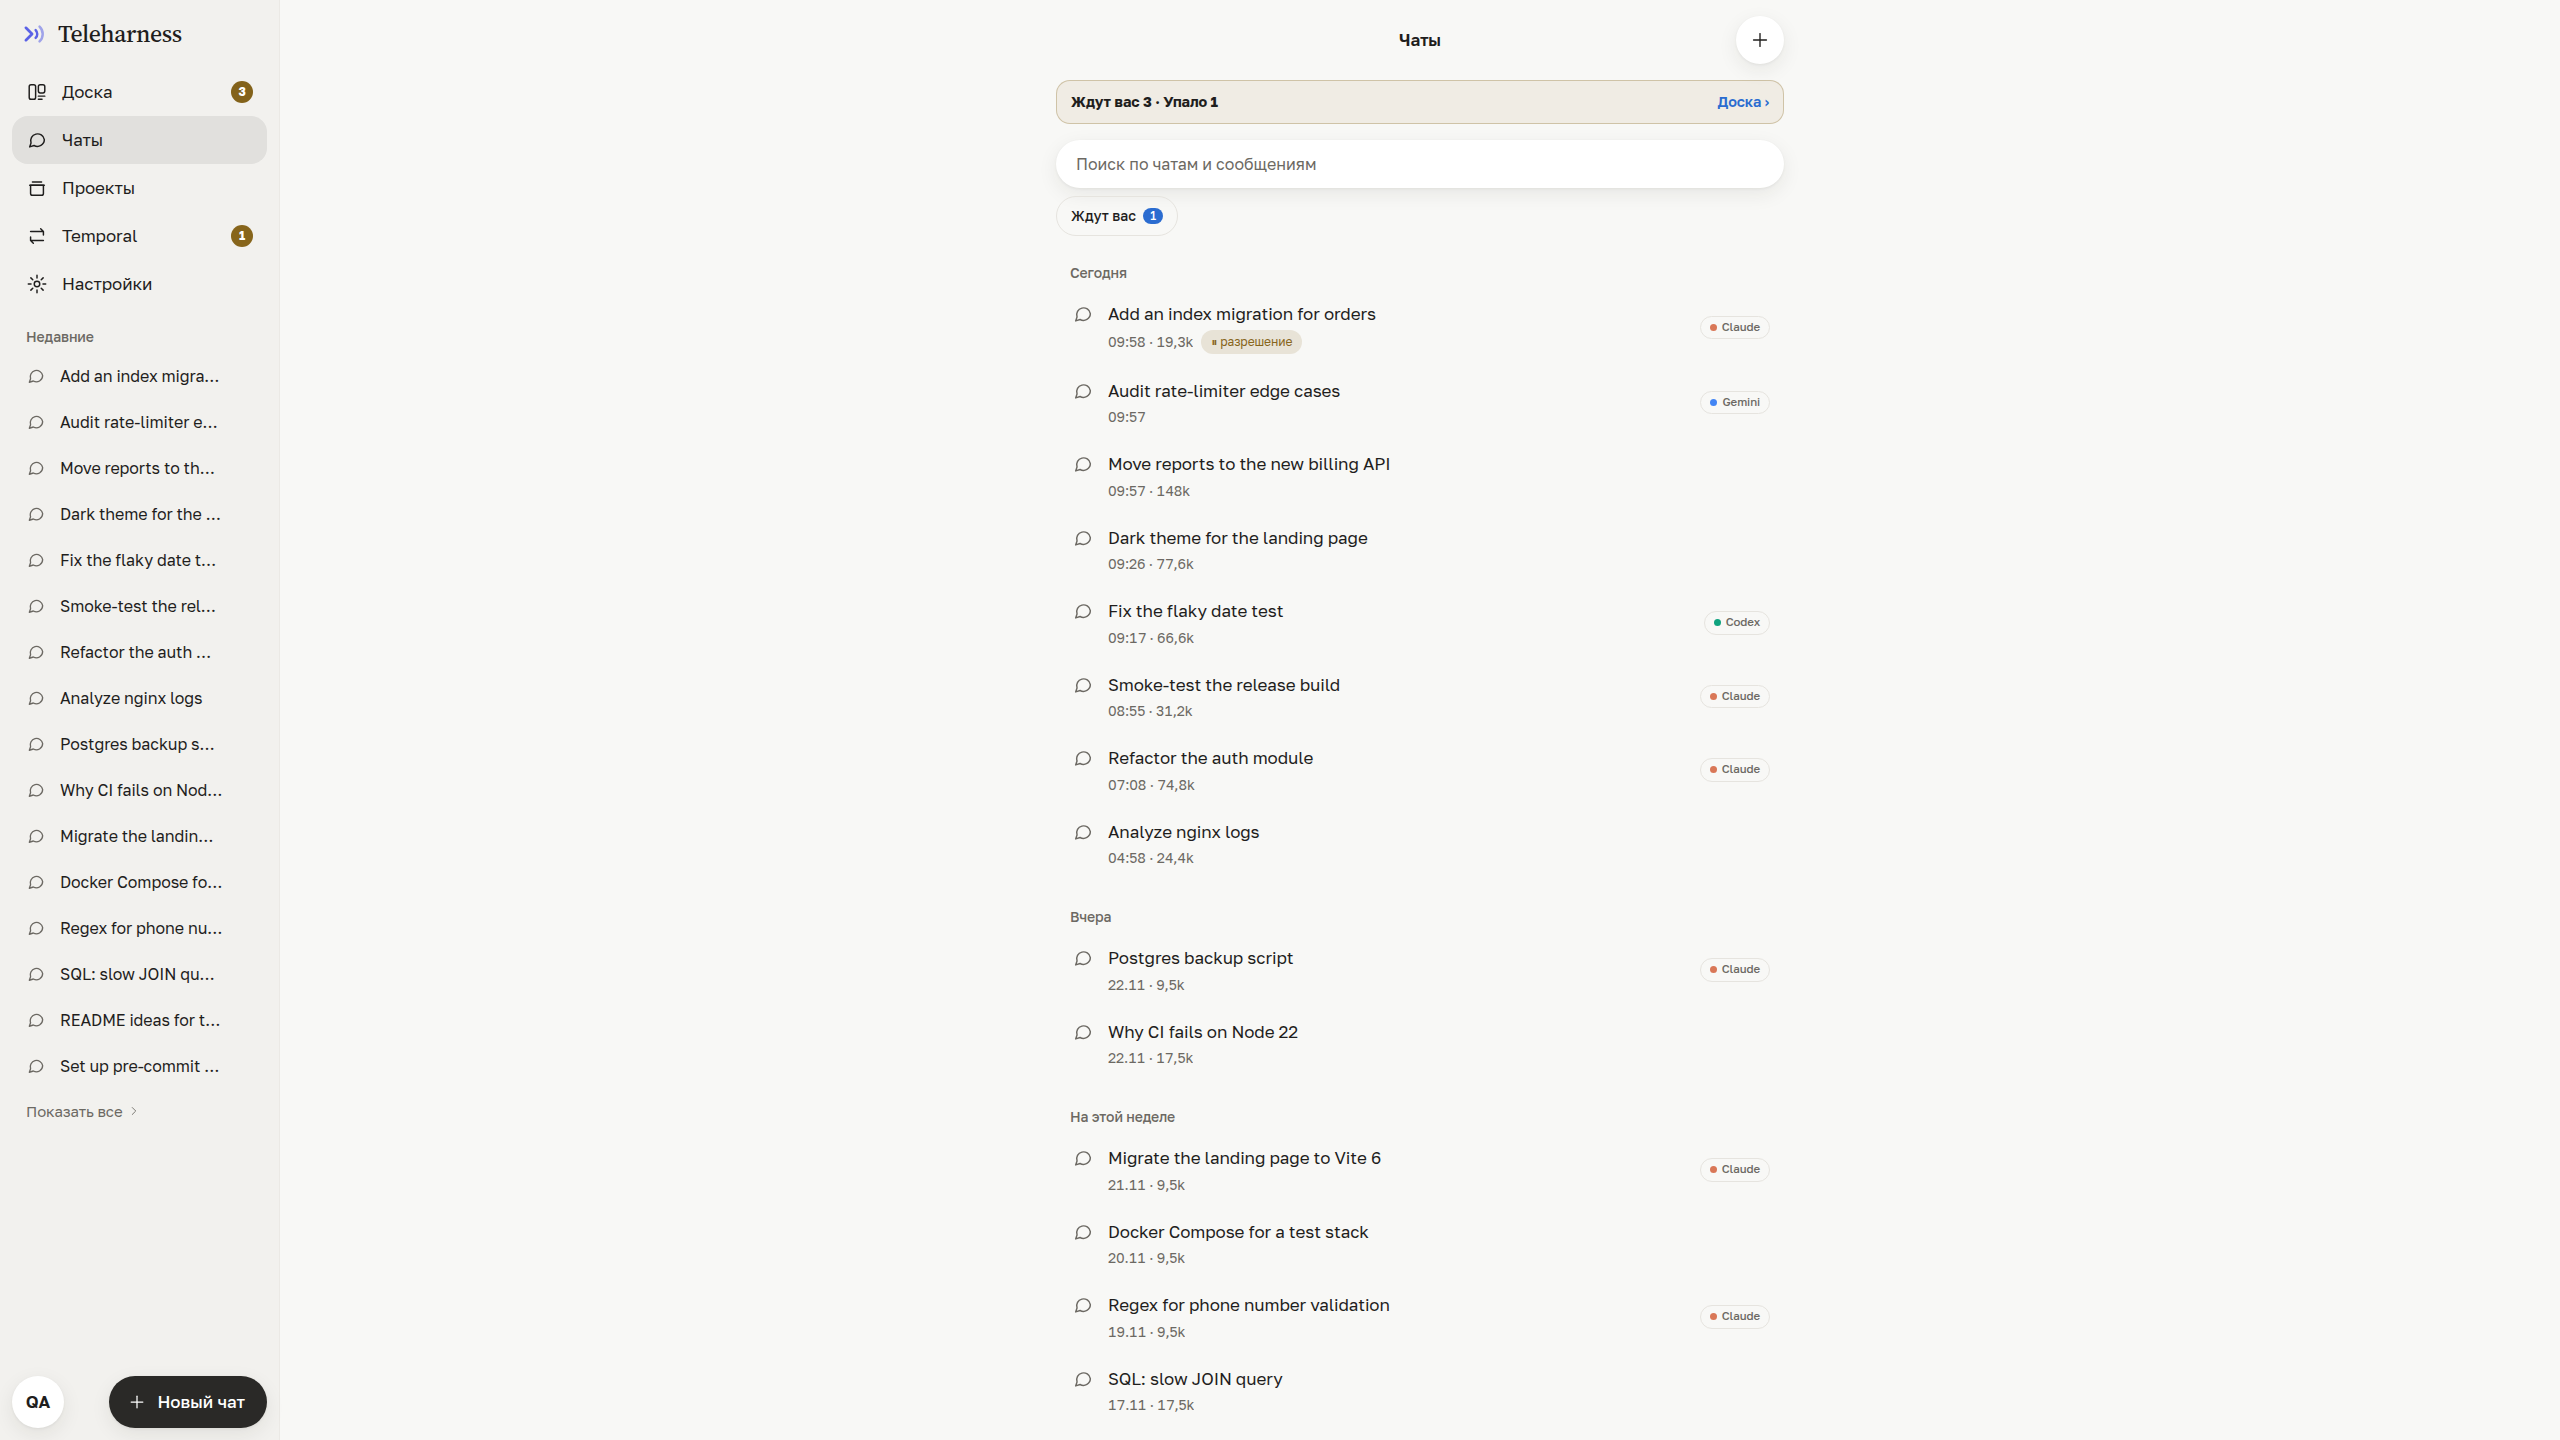 Teleharness
Доска 3
Чаты
Проекты
Temporal 1
Настройки
Недавние
Add an index migra...
Audit rate-limiter e...
Move reports to th...
Dark theme for the ...
Fix the flaky date t...
Smoke-test the rel...
Refactor the auth ...
Analyze nginx logs
Postgres backup s...
Why CI fails on Nod...
Migrate the landin...
Docker Compose fo...
Regex for phone nu...
SQL: slow JOIN qu...
README ideas for t...
Set up pre-commit ...
Показать все
QA
Новый чат
Чаты
Ждут вас 3 · Упало 1 Доска ›
Поиск по чатам и сообщениям
Ждут вас 1
Сегодня
Add an index migration for orders
09:58 · 19,3k разрешение
Claude
Audit rate-limiter edge cases
09:57
Gemini
Move reports to the new billing API
09:57 · 148k
Dark theme for the landing page
09:26 · 77,6k
Fix the flaky date test
09:17 · 66,6k
Codex
Smoke-test the release build
08:55 · 31,2k
Claude
Refactor the auth module
07:08 · 74,8k
Claude
Analyze nginx logs
04:58 · 24,4k
Вчера
Postgres backup script
22.11 · 9,5k
Claude
Why CI fails on Node 22
22.11 · 17,5k
На этой неделе
Migrate the landing page to Vite 6
21.11 · 9,5k
Claude
Docker Compose for a test stack
20.11 · 9,5k
Regex for phone number validation
19.11 · 9,5k
Claude
SQL: slow JOIN query
17.11 · 17,5k